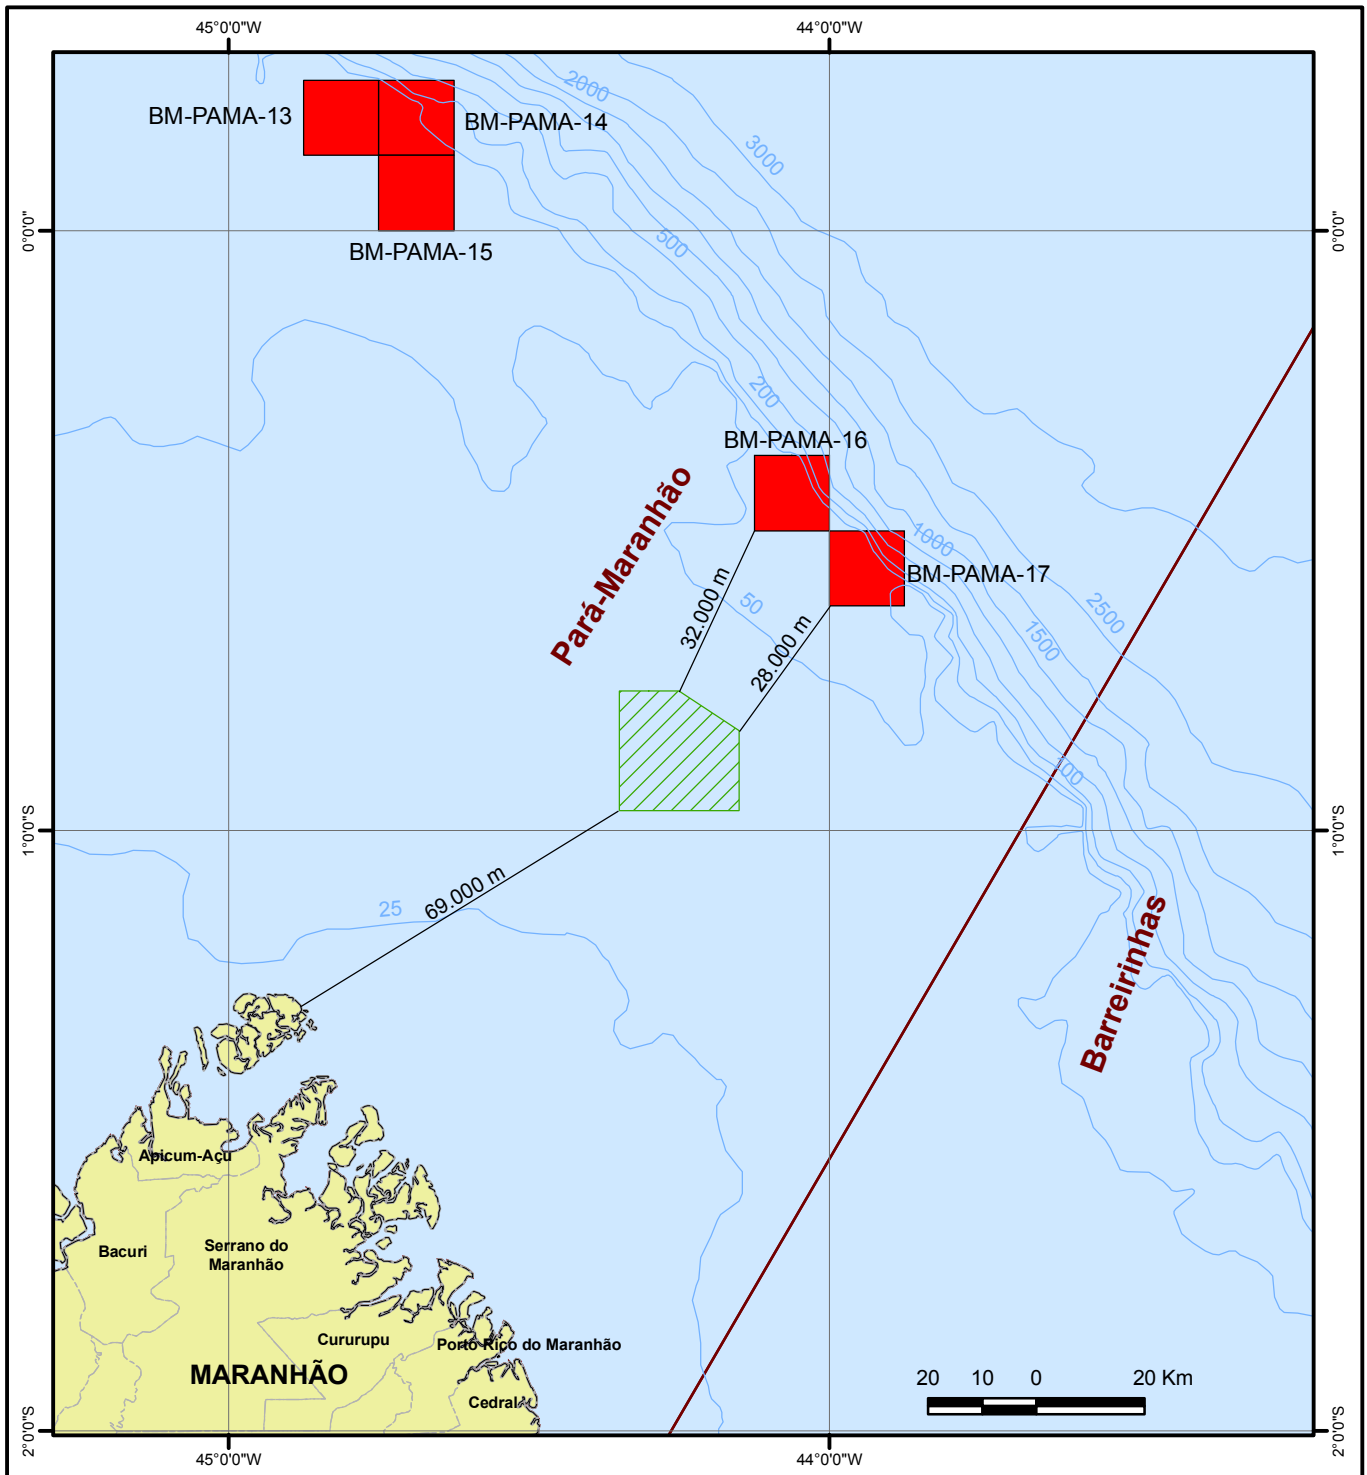 45°0'0"W
44°0'0"W
2000
BM-PAMA-13
BM-PAMA-14
3000
0°0'0"
0°0'0"
500
BM-PAMA-15
200
BM-PAMA-16
Pará-Maranhão
1000
BM-PAMA-17
32.000 m
50
2500
28.000 m
1500
100
1°0'0"S
1°0'0"S
69.000 m
25
Barreirinhas
Apicum-Açu
Bacuri
Serrano do
Maranhão
Cururupu
Porto Rico do Maranhão
MARANHÃO
Cedral
20 10 0 20 Km
2°0'0"S
2°0'0"S
45°0'0"W
44°0'0"W